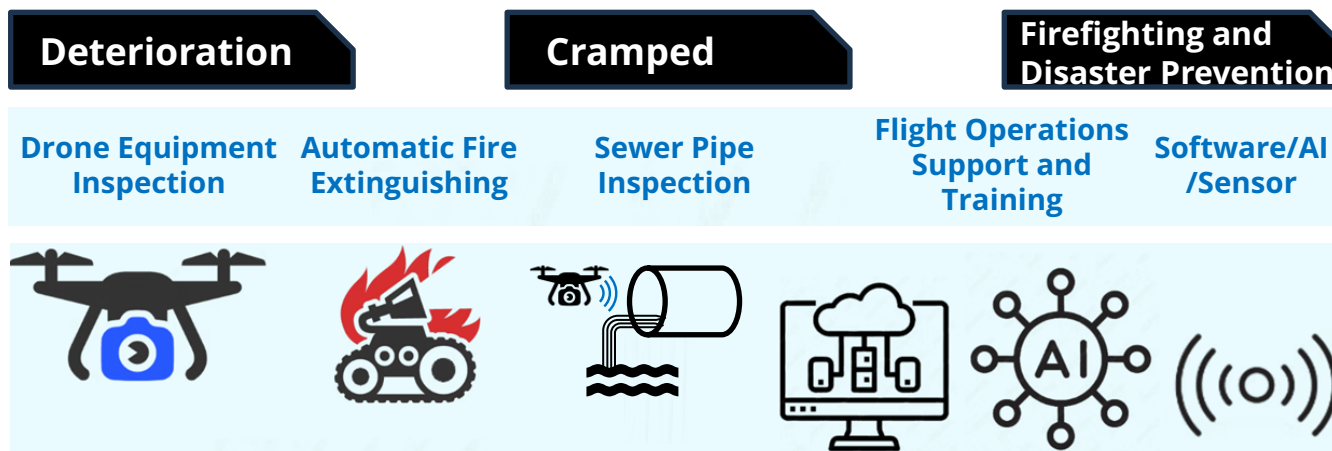 Deterioration
Cramped
Firefighting and
Disaster Prevention
Drone Equipment
Inspection
Automatic Fire
Extinguishing
Sewer Pipe
Inspection
Flight Operations
Support and
Training
Software/AI
/Sensor
AI